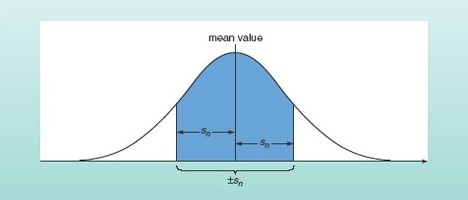 mean value
sₙ
sₙ
±sₙ